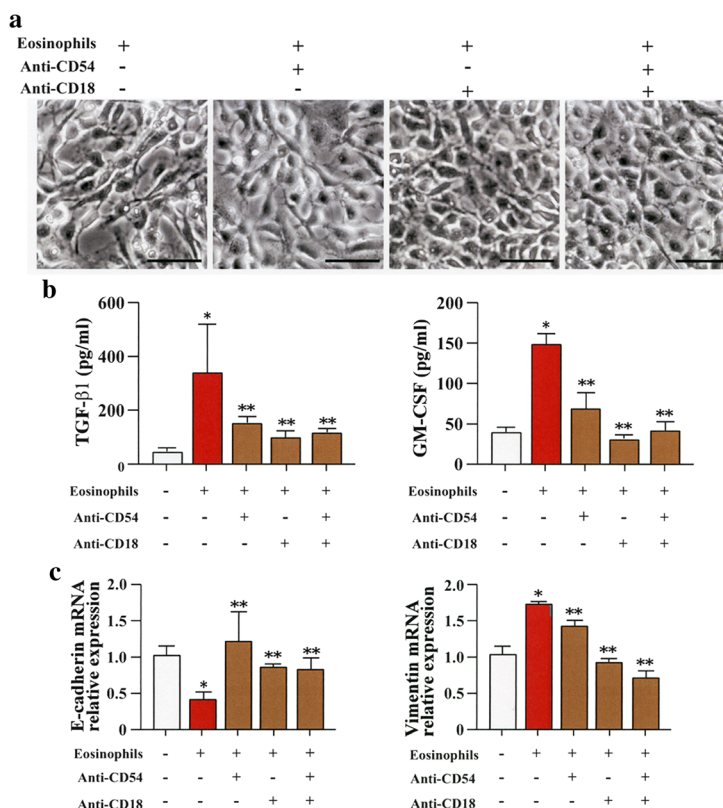 a
Eosinophils + + + +
Anti-CD54 - + - +
Anti-CD18 - - + +
b
TGF-β1 (pg/ml)
600
400
200
0
* ** ** **
Eosinophils - + + + +
Anti-CD54 - - + - +
Anti-CD18 - - - + +
GM-CSF (pg/ml)
200
150
100
50
0
* ** ** **
Eosinophils - + + + +
Anti-CD54 - - + - +
Anti-CD18 - - - + +
c
E-cadherin mRNA
relative expression
2.0
1.5
1.0
0.5
0
* ** ** **
Eosinophils - + + + +
Anti-CD54 - - + - +
Anti-CD18 - - - + +
Vimentin mRNA
relative expression
2.0
1.5
1.0
0.5
0
* ** ** **
Eosinophils - + + + +
Anti-CD54 - - + - +
Anti-CD18 - - - + +